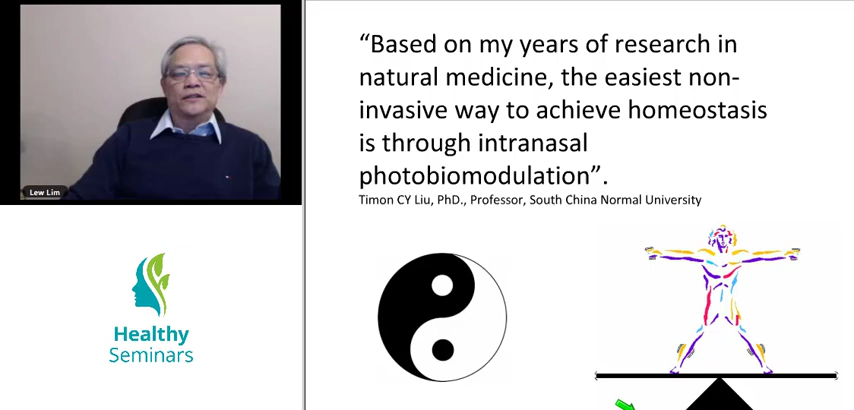 Lew Lim
Healthy
Seminars
“Based on my years of research in
natural medicine, the easiest non-
invasive way to achieve homeostasis
is through intranasal
photobiomodulation”.
Timon CY Liu, PhD., Professor, South China Normal University